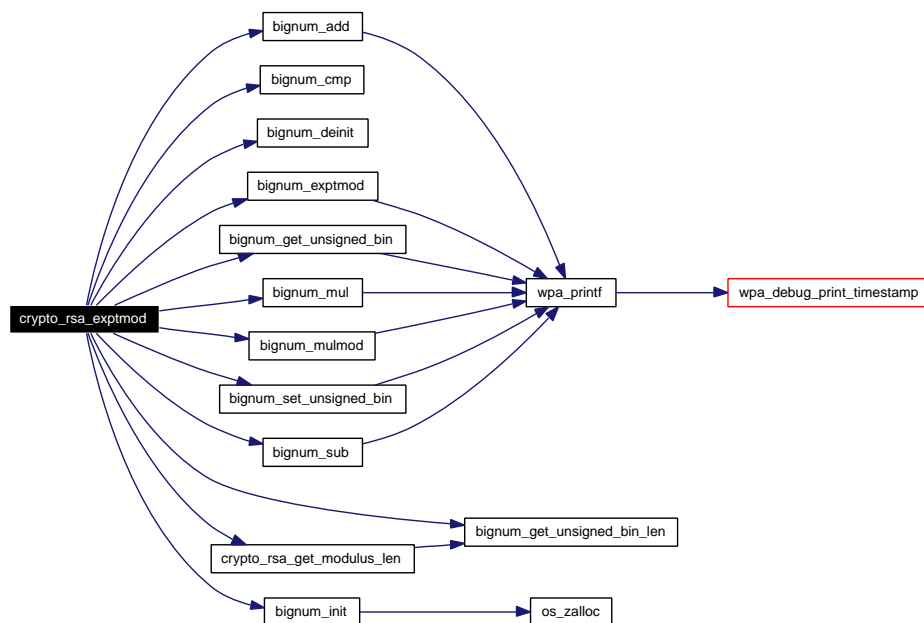 bignum_add
bignum_cmp
bignum_deinit
bignum_exptmod
bignum_get_unsigned_bin
bignum_mul
wpa_printf
wpa_debug_print_timestamp
crypto_rsa_exptmod
bignum_mulmod
bignum_set_unsigned_bin
bignum_sub
bignum_get_unsigned_bin_len
crypto_rsa_get_modulus_len
bignum_init
os_zalloc